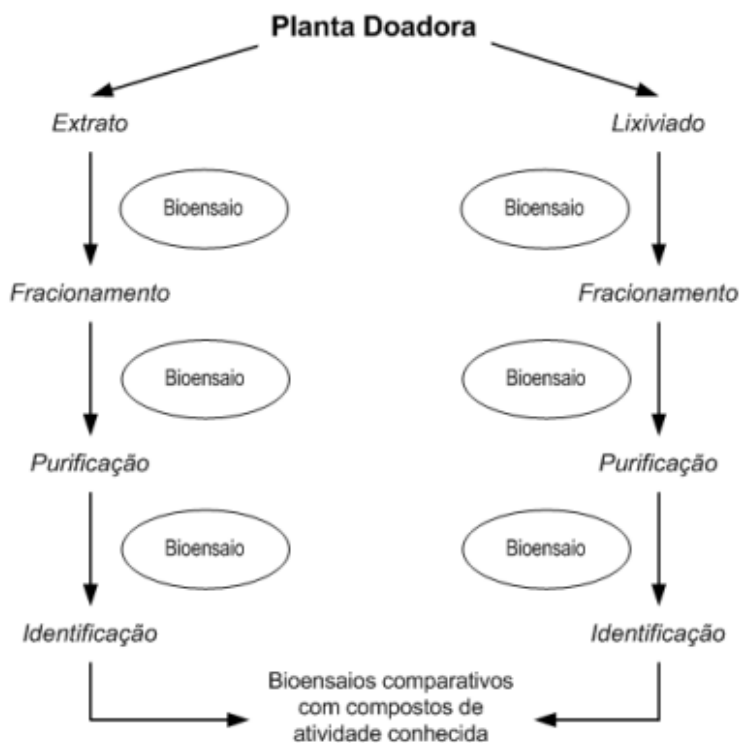 Planta Doadora
Extrato
Lixiviado
Bioensaio
Bioensaio
Fracionamento
Fracionamento
Bioensaio
Bioensaio
Purificação
Purificação
Bioensaio
Bioensaio
Identificação
Identificação
Bioensaios comparativos
com compostos de
atividade conhecida